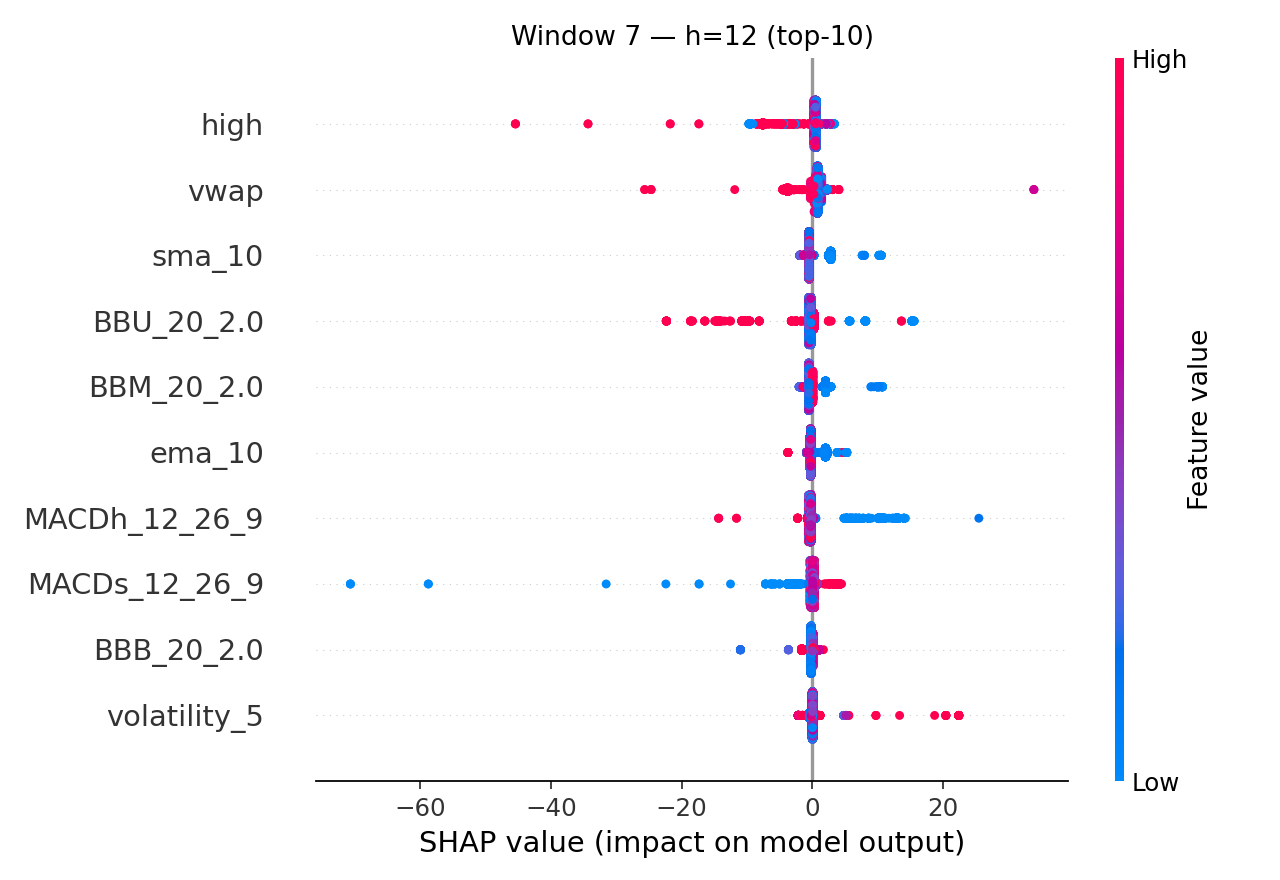 Window 7 — h=12 (top-10)
High
high
vwap
sma_10
BBU_20_2.0
BBM_20_2.0
ema_10
MACDh_12_26_9
MACDs_12_26_9
BBB_20_2.0
volatility_5
Feature value
Low
−60 −40 −20 0 20
SHAP value (impact on model output)